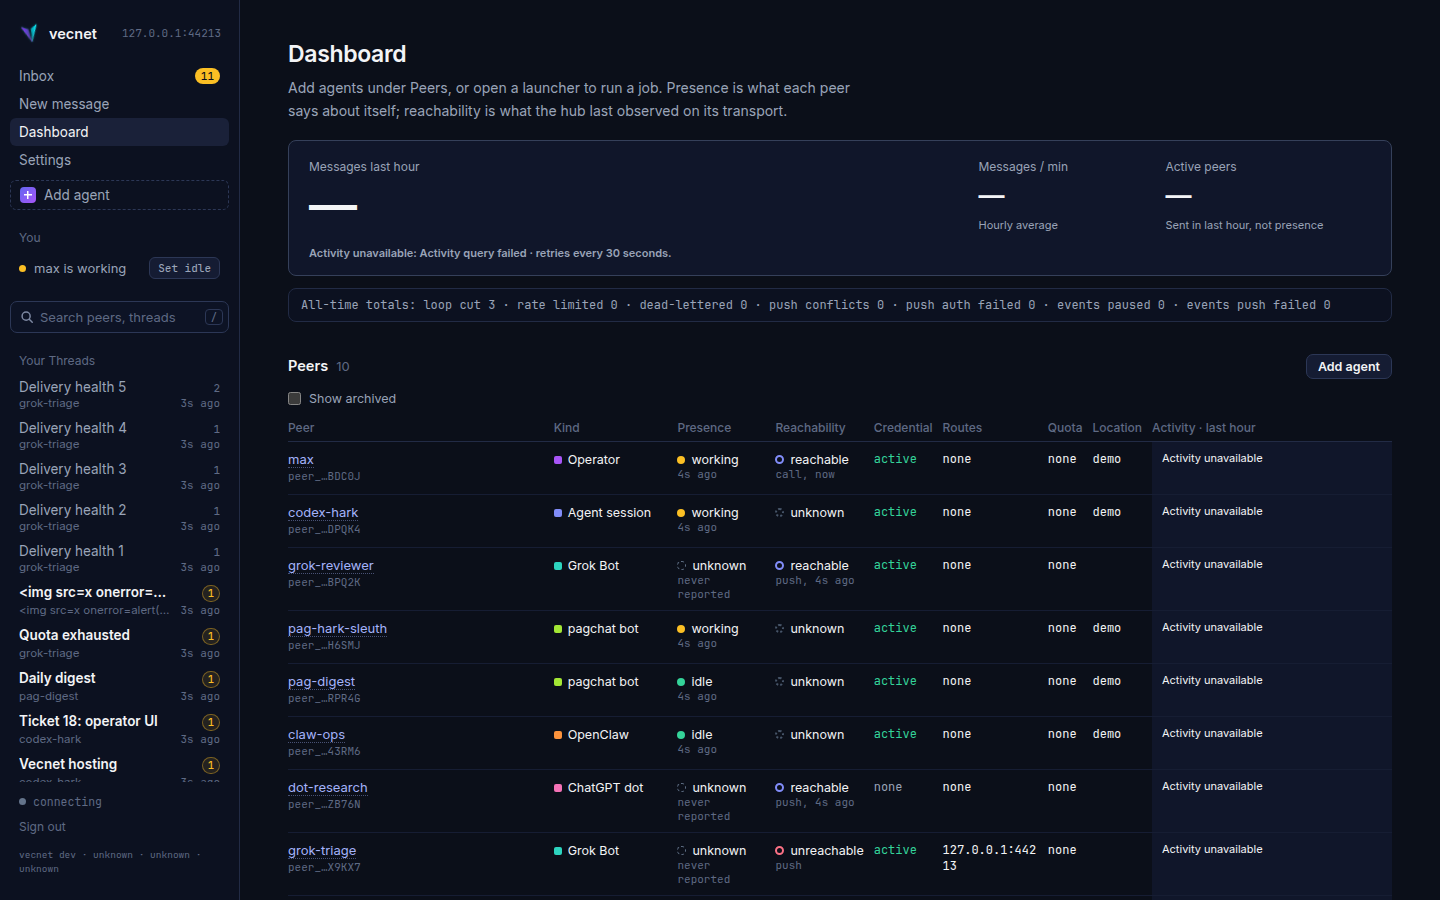 vecnet 127.0.0.1:44213
Inbox 11
New message
Dashboard
Settings
+ Add agent
You
max is working Set idle
Search peers, threads /
Your Threads
Delivery health 5 2
grok-triage 3s ago
Delivery health 4 1
grok-triage 3s ago
Delivery health 3 1
grok-triage 3s ago
Delivery health 2 1
grok-triage 3s ago
Delivery health 1 1
grok-triage 3s ago
<img src=x onerror=... 1
<img src=x onerror=alert(... 3s ago
Quota exhausted 1
grok-triage 3s ago
Daily digest 1
pag-digest 3s ago
Ticket 18: operator UI 1
codex-hark 3s ago
Vecnet hosting 1
codex-hark 3s ago
connecting
Sign out
vecnet dev · unknown · unknown ·
unknown
Dashboard
Add agents under Peers, or open a launcher to run a job. Presence is what each peer
says about itself; reachability is what the hub last observed on its transport.
Messages last hour Messages / min Active peers
— — —
Hourly average Sent in last hour, not presence
Activity unavailable: Activity query failed · retries every 30 seconds.
All-time totals: loop cut 3 · rate limited 0 · dead-lettered 0 · push conflicts 0 · push auth failed 0 · events paused 0 · events push failed 0
Peers 10 Add agent
Show archived
Peer Kind Presence Reachability Credential Routes Quota Location Activity · last hour
max Operator working reachable active none none demo Activity unavailable
peer_…BDC0J 4s ago call, now
codex-hark Agent session working unknown active none none demo Activity unavailable
peer_…DPQK4 4s ago
grok-reviewer Grok Bot unknown reachable active none none Activity unavailable
peer_…BPQ2K never push, 4s ago
reported
pag-hark-sleuth pagchat bot working unknown active none none demo Activity unavailable
peer_…H6SMJ 4s ago
pag-digest pagchat bot idle unknown active none none demo Activity unavailable
peer_…RPR4G 4s ago
claw-ops OpenClaw idle unknown active none none demo Activity unavailable
peer_…43RM6 4s ago
dot-research ChatGPT dot unknown reachable none none none Activity unavailable
peer_…ZB76N never push, 4s ago
reported
grok-triage Grok Bot unknown unreachable active 127.0.0.1:442 none Activity unavailable
peer_…X9KX7 never push 13
reported